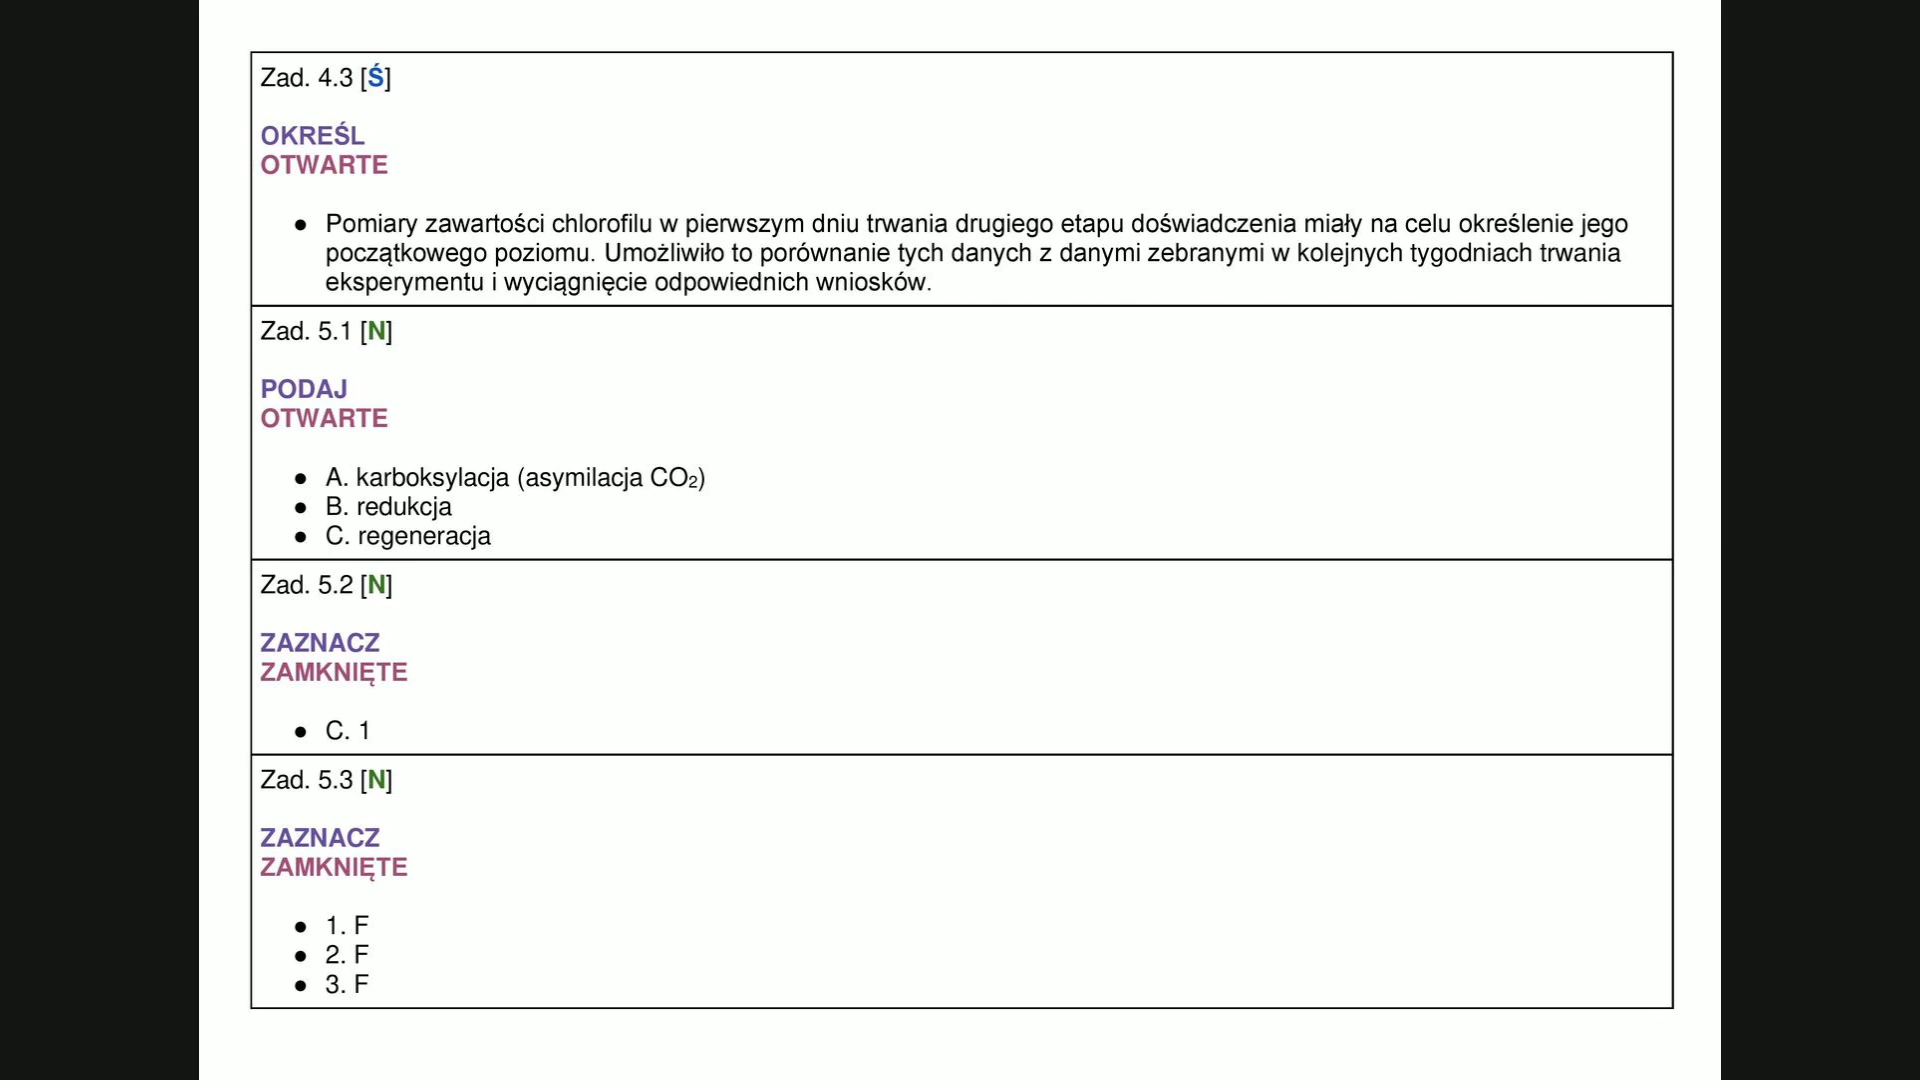 Zad. 4.3 [Ś]
OKREŚL
OTWARTE
● Pomiary zawartości chlorofilu w pierwszym dniu trwania drugiego etapu doświadczenia miały na celu określenie jego
początkowego poziomu. Umożliwiło to porównanie tych danych z danymi zebranymi w kolejnych tygodniach trwania
eksperymentu i wyciągnięcie odpowiednich wniosków.
Zad. 5.1 [N]
PODAJ
OTWARTE
● A. karboksylacja (asymilacja CO₂)
● B. redukcja
● C. regeneracja
Zad. 5.2 [N]
ZAZNACZ
ZAMKNIĘTE
● C. 1
Zad. 5.3 [N]
ZAZNACZ
ZAMKNIĘTE
● 1. F
● 2. F
● 3. F